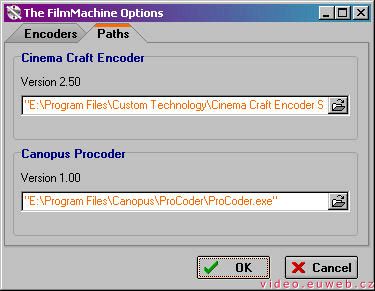 The FilmMachine Options
Encoders Paths
Cinema Craft Encoder
Version 2.50
"E:\Program Files\Custom Technology\Cinema Craft Encoder S
Canopus Procoder
Version 1.00
"E:\Program Files\Canopus\ProCoder\ProCoder.exe"
OK Cancel
video.euweb.cz